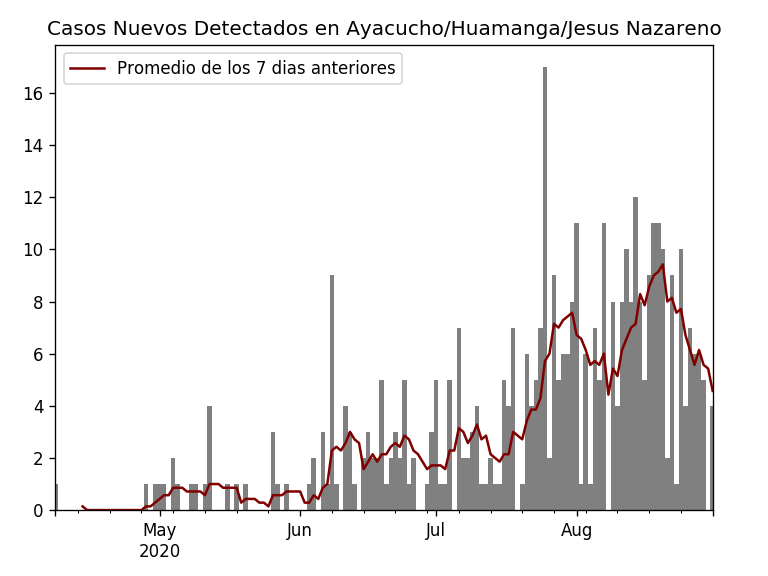 Casos Nuevos Detectados en Ayacucho/Huamanga/Jesus Nazareno
Promedio de los 7 dias anteriores
16
14
12
10
8
6
4
2
0
May
2020
Jun
Jul
Aug